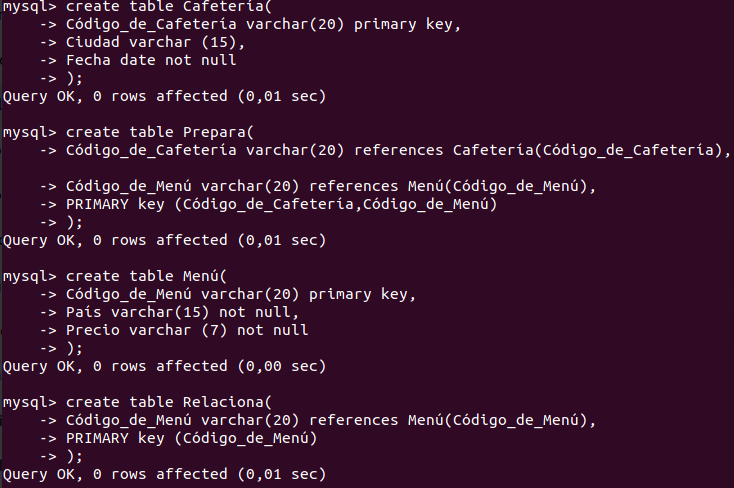 mysql> create table Cafetería(
-> Código_de_Cafetería varchar(20) primary key,
-> Ciudad varchar (15),
-> Fecha date not null
-> );
Query OK, 0 rows affected (0,01 sec)
mysql> create table Prepara(
-> Código_de_Cafetería varchar(20) references Cafetería(Código_de_Cafetería),
-> Código_de_Menú varchar(20) references Menú(Código_de_Menú),
-> PRIMARY key (Código_de_Cafetería,Código_de_Menú)
-> );
Query OK, 0 rows affected (0,01 sec)
mysql> create table Menú(
-> Código_de_Menú varchar(20) primary key,
-> País varchar(15) not null,
-> Precio varchar (7) not null
-> );
Query OK, 0 rows affected (0,00 sec)
mysql> create table Relaciona(
-> Código_de_Menú varchar(20) references Menú(Código_de_Menú),
-> PRIMARY key (Código_de_Menú)
-> );
Query OK, 0 rows affected (0,01 sec)